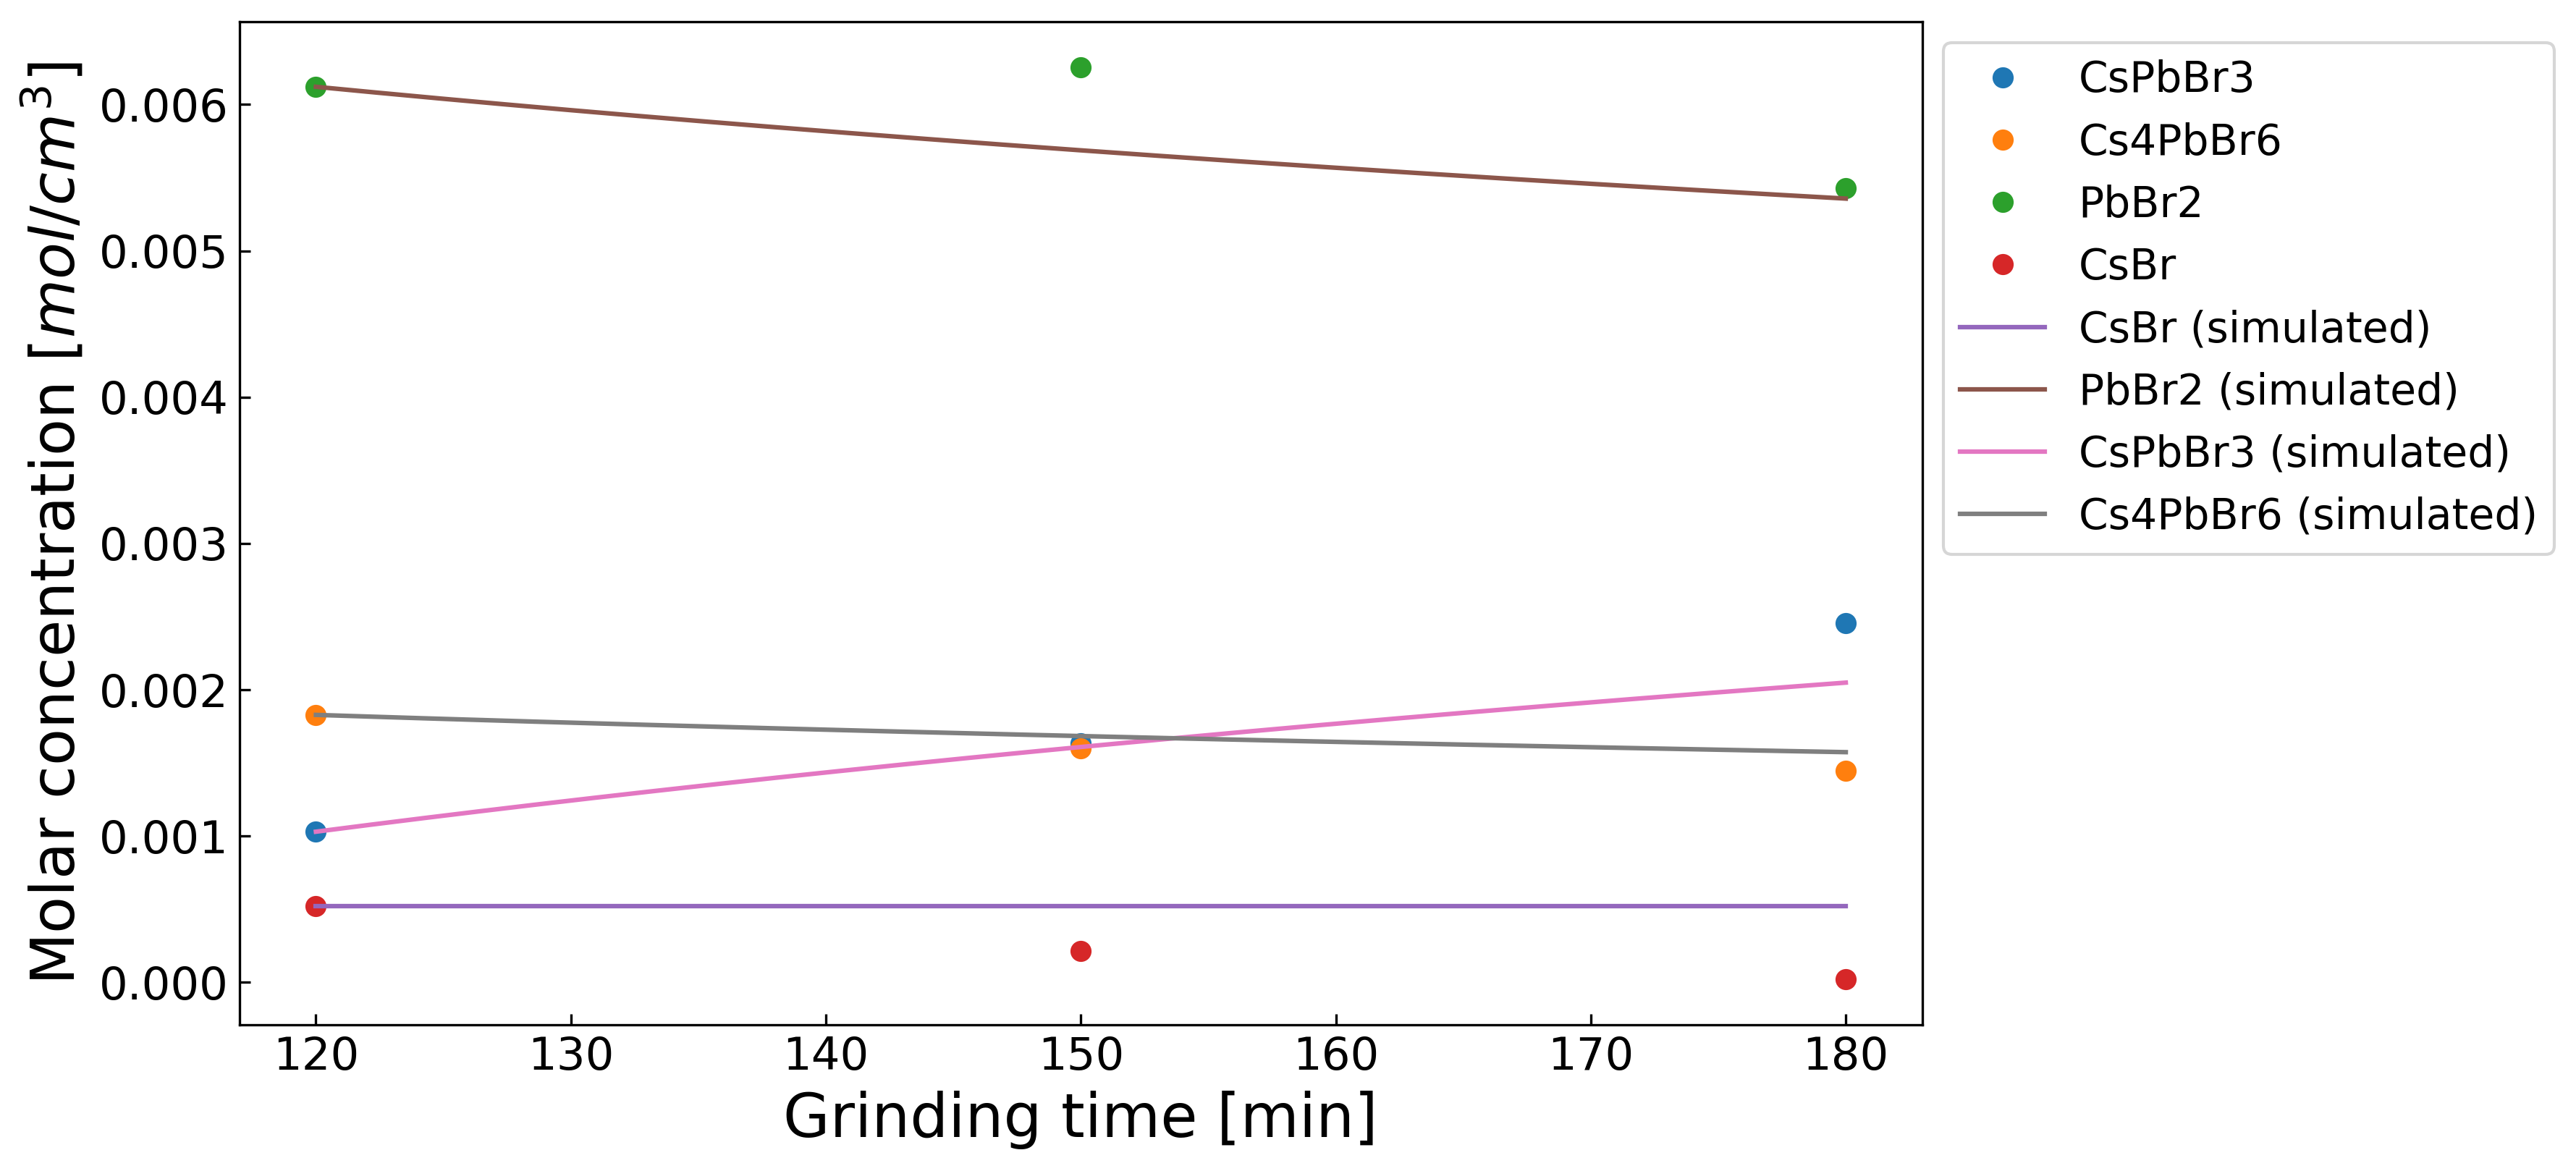 Molar concentration [mol/cm³]
0.006
0.005
0.004
0.003
0.002
0.001
0.000
120 130 140 150 160 170 180
Grinding time [min]
CsPbBr3
Cs4PbBr6
PbBr2
CsBr
CsBr (simulated)
PbBr2 (simulated)
CsPbBr3 (simulated)
Cs4PbBr6 (simulated)